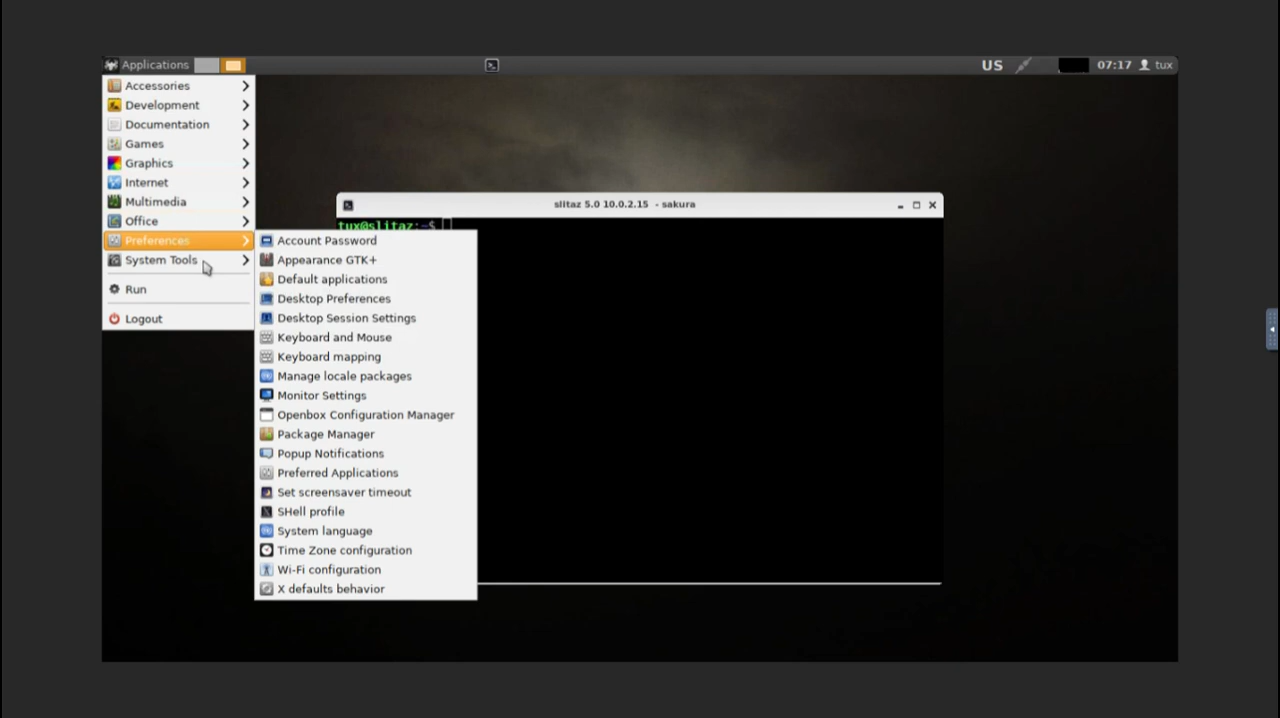 Applications
US
07:17
tux
Accessories
Development
Documentation
Games
Graphics
Internet
Multimedia
Office
Preferences
System Tools
Run
Logout
slitaz 5.0 10.0.2.15 - sakura
tux@slitaz:~$
Account Password
Appearance GTK+
Default applications
Desktop Preferences
Desktop Session Settings
Keyboard and Mouse
Keyboard mapping
Manage locale packages
Monitor Settings
Openbox Configuration Manager
Package Manager
Popup Notifications
Preferred Applications
Set screensaver timeout
SHell profile
System language
Time Zone configuration
Wi-Fi configuration
X defaults behavior